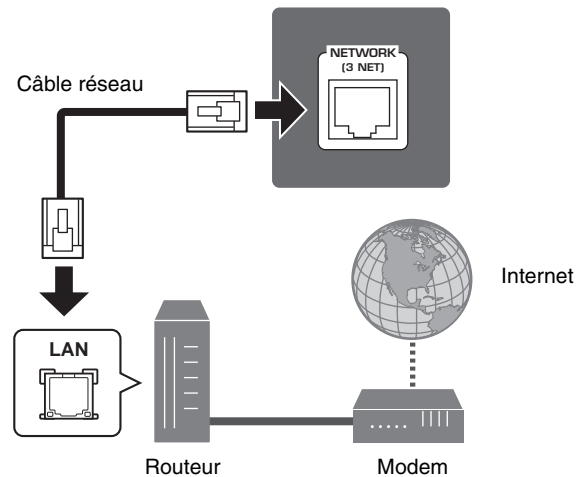 NETWORK
(3 NET)
Câble réseau
Internet
LAN
Routeur
Modem